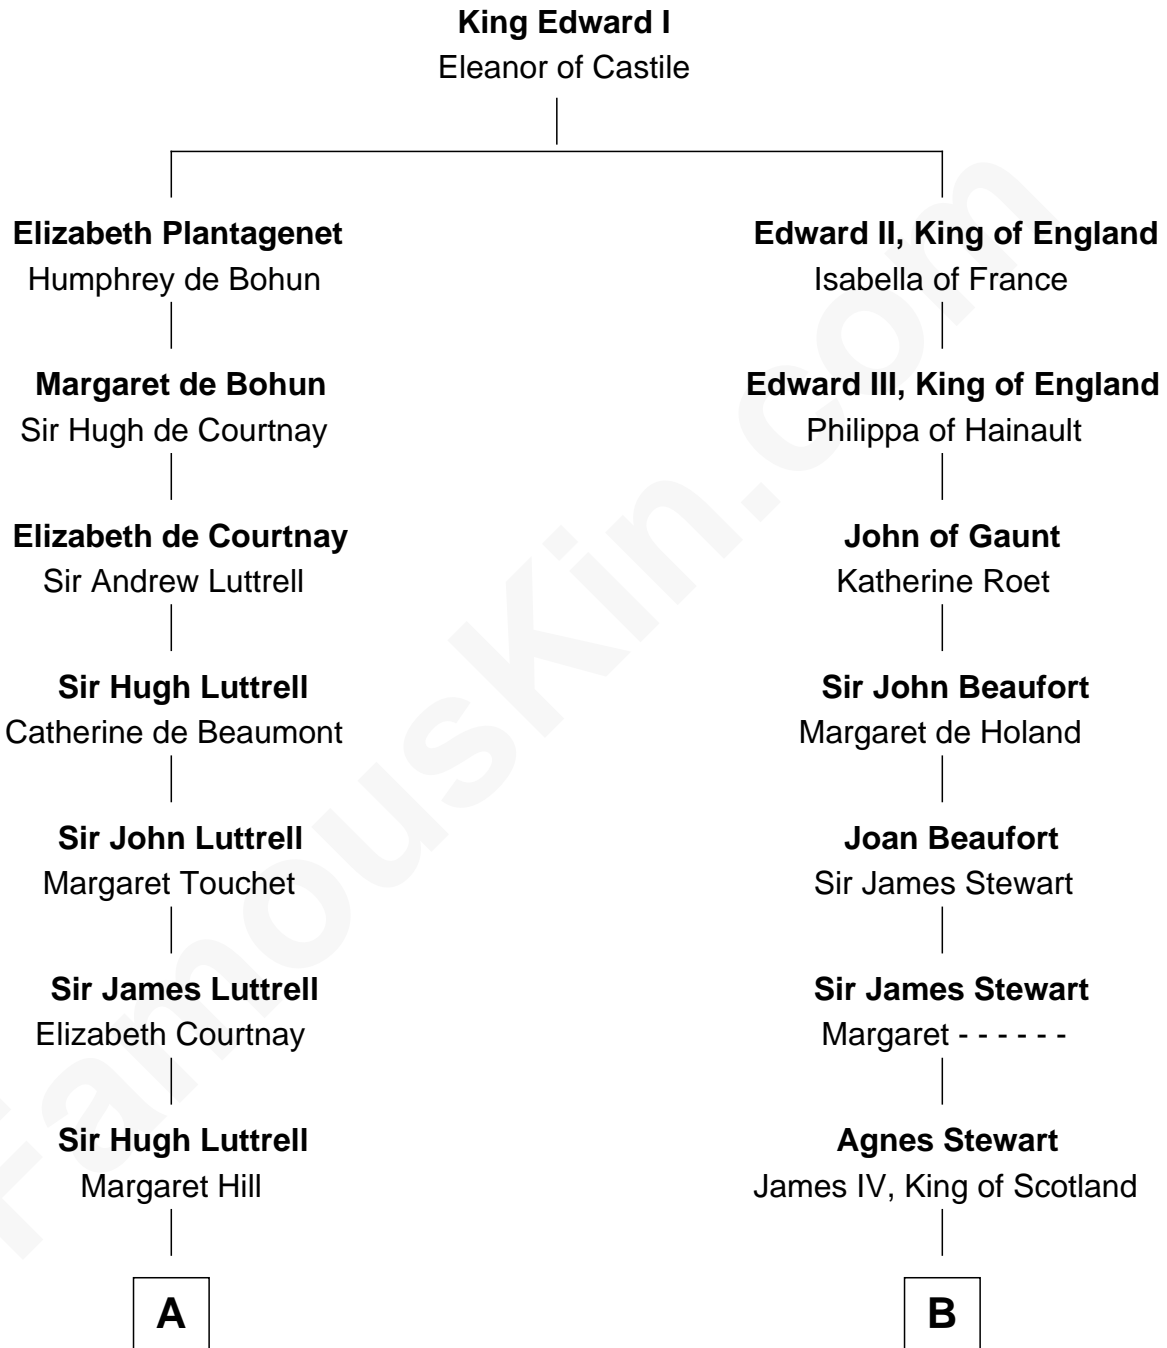 King Edward I
Eleanor of Castile
Elizabeth Plantagenet
Humphrey de Bohun
Edward II, King of England
Isabella of France
Margaret de Bohun
Sir Hugh de Courtnay
Edward III, King of England
Philippa of Hainault
Elizabeth de Courtnay
Sir Andrew Luttrell
John of Gaunt
Katherine Roet
Sir Hugh Luttrell
Catherine de Beaumont
Sir John Beaufort
Margaret de Holand
Sir John Luttrell
Margaret Touchet
Joan Beaufort
Sir James Stewart
Sir James Luttrell
Elizabeth Courtnay
Sir James Stewart
Margaret - - - - - -
Sir Hugh Luttrell
Margaret Hill
Agnes Stewart
James IV, King of Scotland
A
B
FamousKin.com